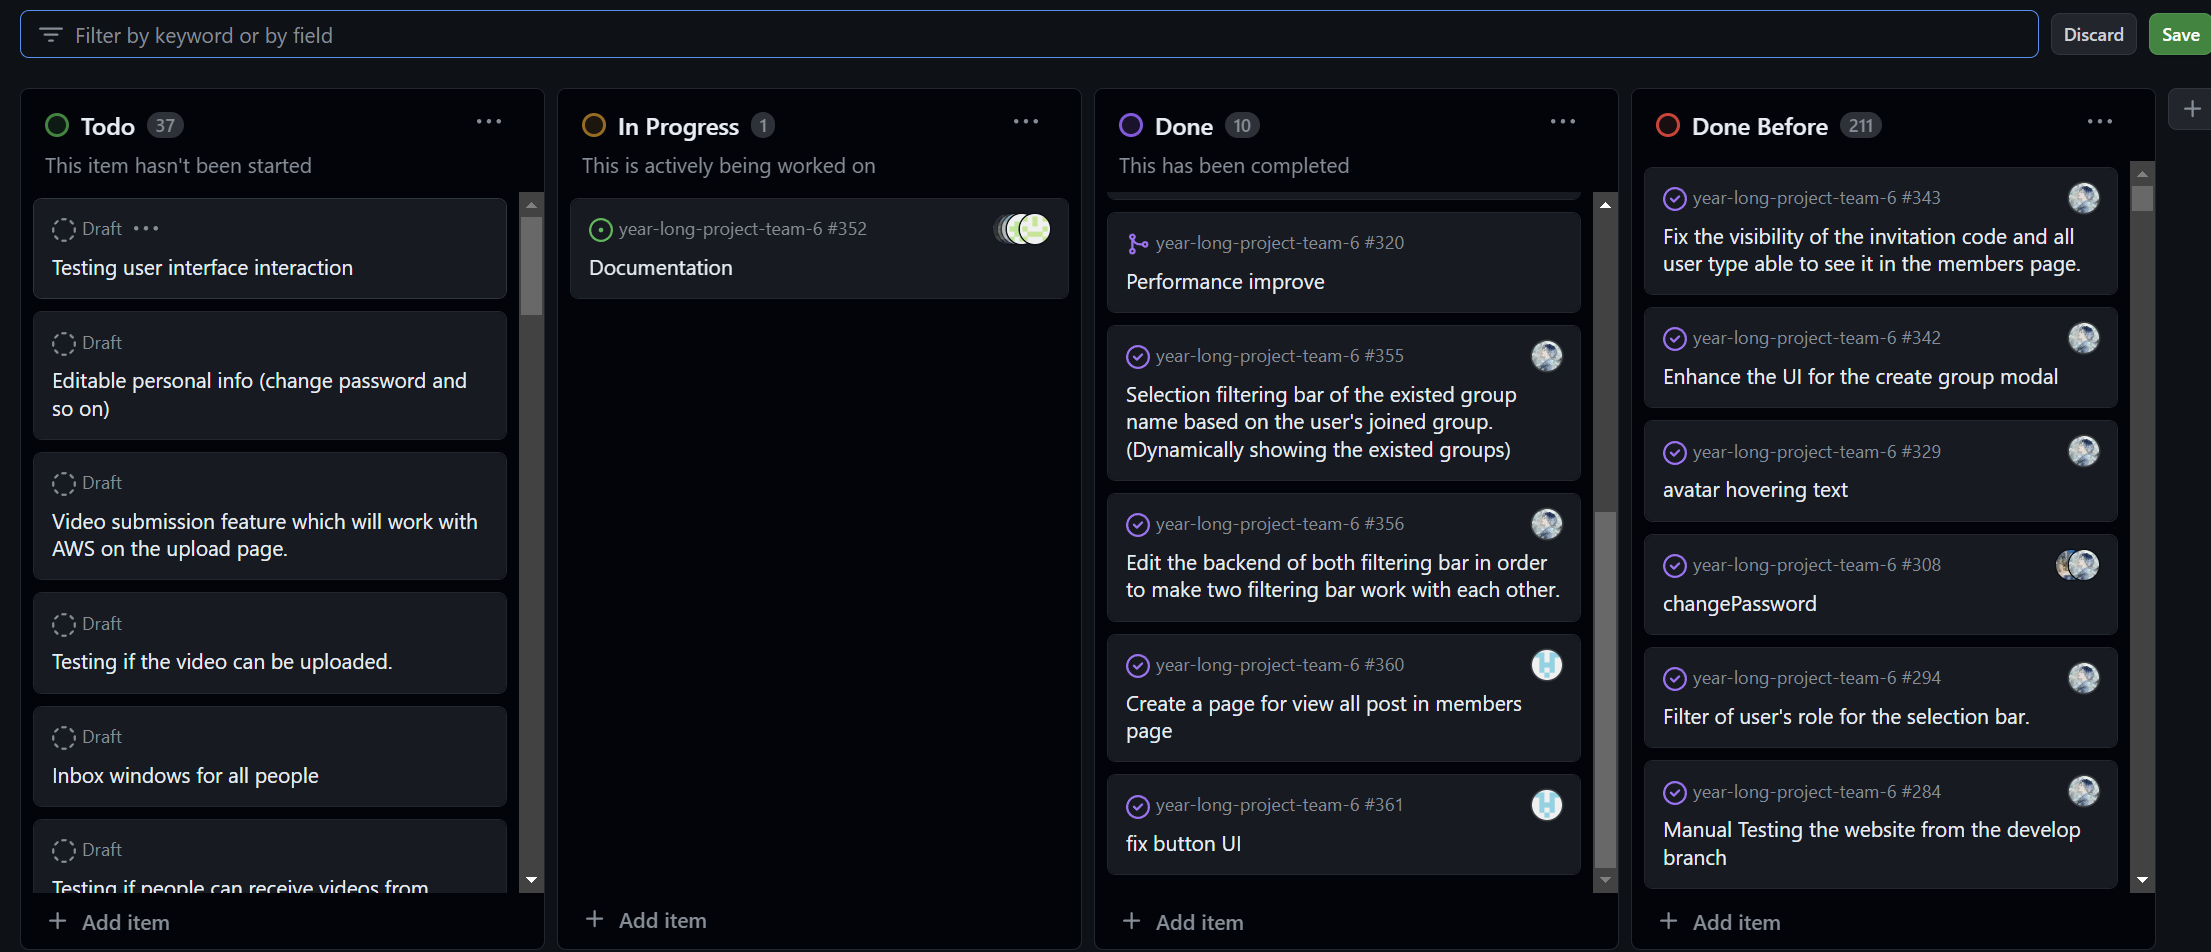 Filter by keyword or by field
Discard
Save
Todo 37
This item hasn't been started
Draft
Testing user interface interaction
Draft
Editable personal info (change password and
so on)
Draft
Video submission feature which will work with
AWS on the upload page.
Draft
Testing if the video can be uploaded.
Draft
Inbox windows for all people
Draft
Testing if people can receive videos from
Add item
In Progress 1
This is actively being worked on
year-long-project-team-6 #352
Documentation
Add item
Done 10
This has been completed
year-long-project-team-6 #320
Performance improve
year-long-project-team-6 #355
Selection filtering bar of the existed group
name based on the user's joined group.
(Dynamically showing the existed groups)
year-long-project-team-6 #356
Edit the backend of both filtering bar in order
to make two filtering bar work with each other.
year-long-project-team-6 #360
Create a page for view all post in members
page
year-long-project-team-6 #361
fix button UI
Add item
Done Before 211
year-long-project-team-6 #343
Fix the visibility of the invitation code and all
user type able to see it in the members page.
year-long-project-team-6 #342
Enhance the UI for the create group modal
year-long-project-team-6 #329
avatar hovering text
year-long-project-team-6 #308
changePassword
year-long-project-team-6 #294
Filter of user's role for the selection bar.
year-long-project-team-6 #284
Manual Testing the website from the develop
branch
Add item